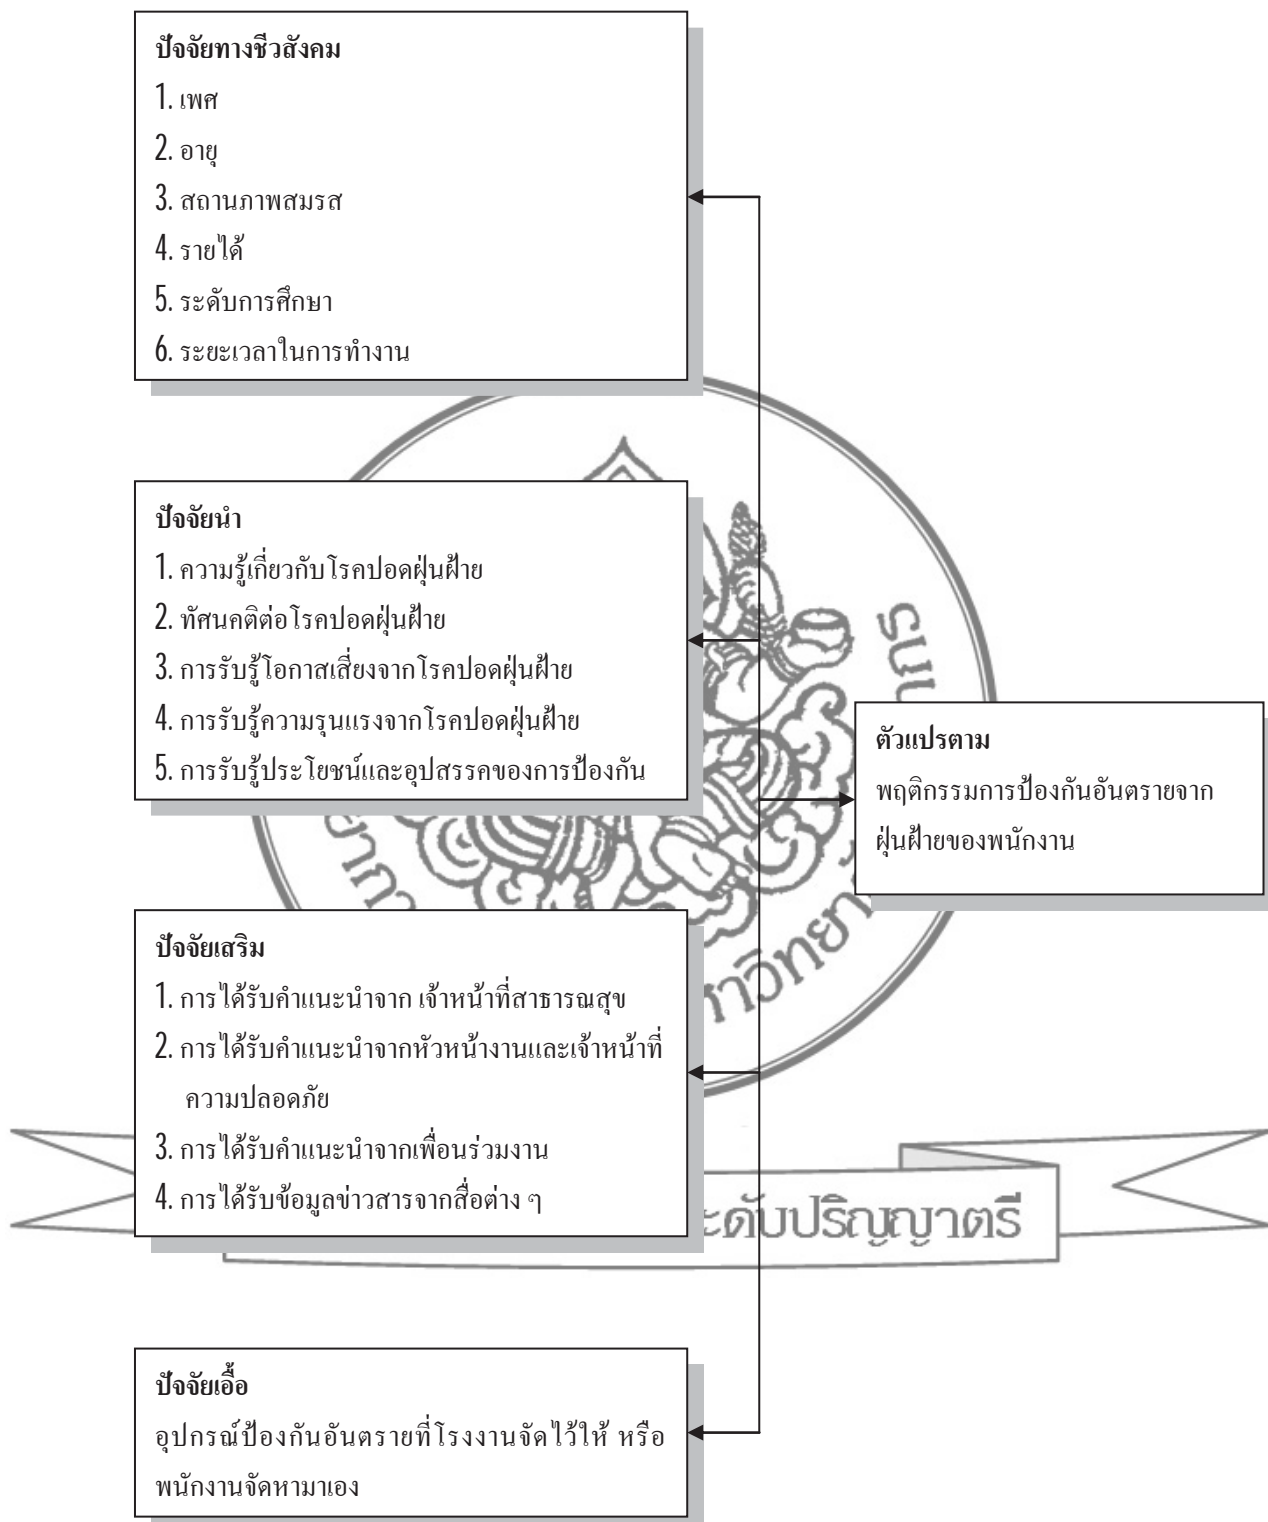 ปัจจัยทางชีวสังคม
1. เพศ
2. อายุ
3. สถานภาพสมรส
4. รายได้
5. ระดับการศึกษา
6. ระยะเวลาในการทำงาน
ปัจจัยนำ
1. ความรู้เกี่ยวกับโรคปอดฝุ่นฝ้าย
2. ทัศนคติต่อโรคปอดฝุ่นฝ้าย
3. การรับรู้โอกาสเสี่ยงจากโรคปอดฝุ่นฝ้าย
4. การรับรู้ความรุนแรงจากโรคปอดฝุ่นฝ้าย
5. การรับรู้ประโยชน์และอุปสรรคของการป้องกัน
ตัวแปรตาม
พฤติกรรมการป้องกันอันตรายจาก
ฝุ่นฝ้ายของพนักงาน
ปัจจัยเสริม
1. การได้รับคำแนะนำจาก เจ้าหน้าที่สาธารณสุข
2. การได้รับคำแนะนำจากหัวหน้างานและเจ้าหน้าที่
ความปลอดภัย
3. การได้รับคำแนะนำจากเพื่อนร่วมงาน
4. การได้รับข้อมูลข่าวสารจากสื่อต่าง ๆ
ะดับปริญญาตรี
ปัจจัยเอื้อ
อุปกรณ์ป้องกันอันตรายที่โรงงานจัดไว้ให้ หรือ
พนักงานจัดหามาเอง